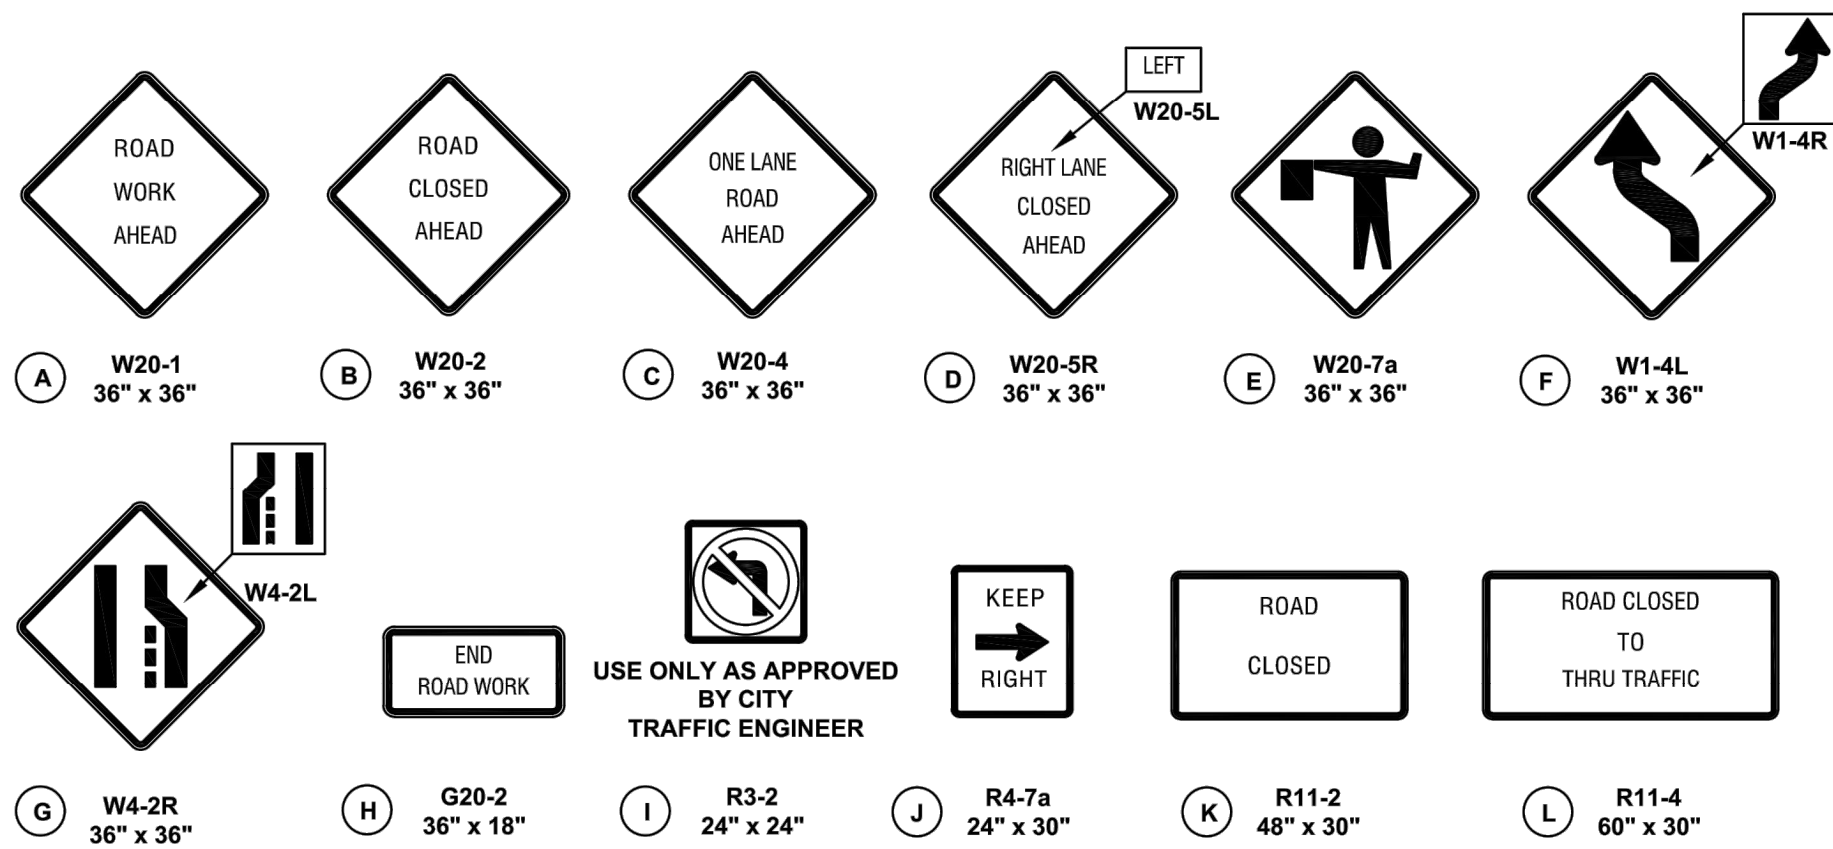 ROAD
WORK
AHEAD
A
W20-1
36" x 36"
ROAD
CLOSED
AHEAD
B
W20-2
36" x 36"
ONE LANE
ROAD
AHEAD
C
W20-4
36" x 36"
LEFT
W20-5L
RIGHT LANE
CLOSED
AHEAD
D
W20-5R
36" x 36"
E
W20-7a
36" x 36"
W1-4R
F
W1-4L
36" x 36"
W4-2L
G
W4-2R
36" x 36"
END
ROAD WORK
H
G20-2
36" x 18"
USE ONLY AS APPROVED
BY CITY
TRAFFIC ENGINEER
I
R3-2
24" x 24"
KEEP
RIGHT
J
R4-7a
24" x 30"
ROAD
CLOSED
K
R11-2
48" x 30"
ROAD CLOSED
TO
THRU TRAFFIC
L
R11-4
60" x 30"